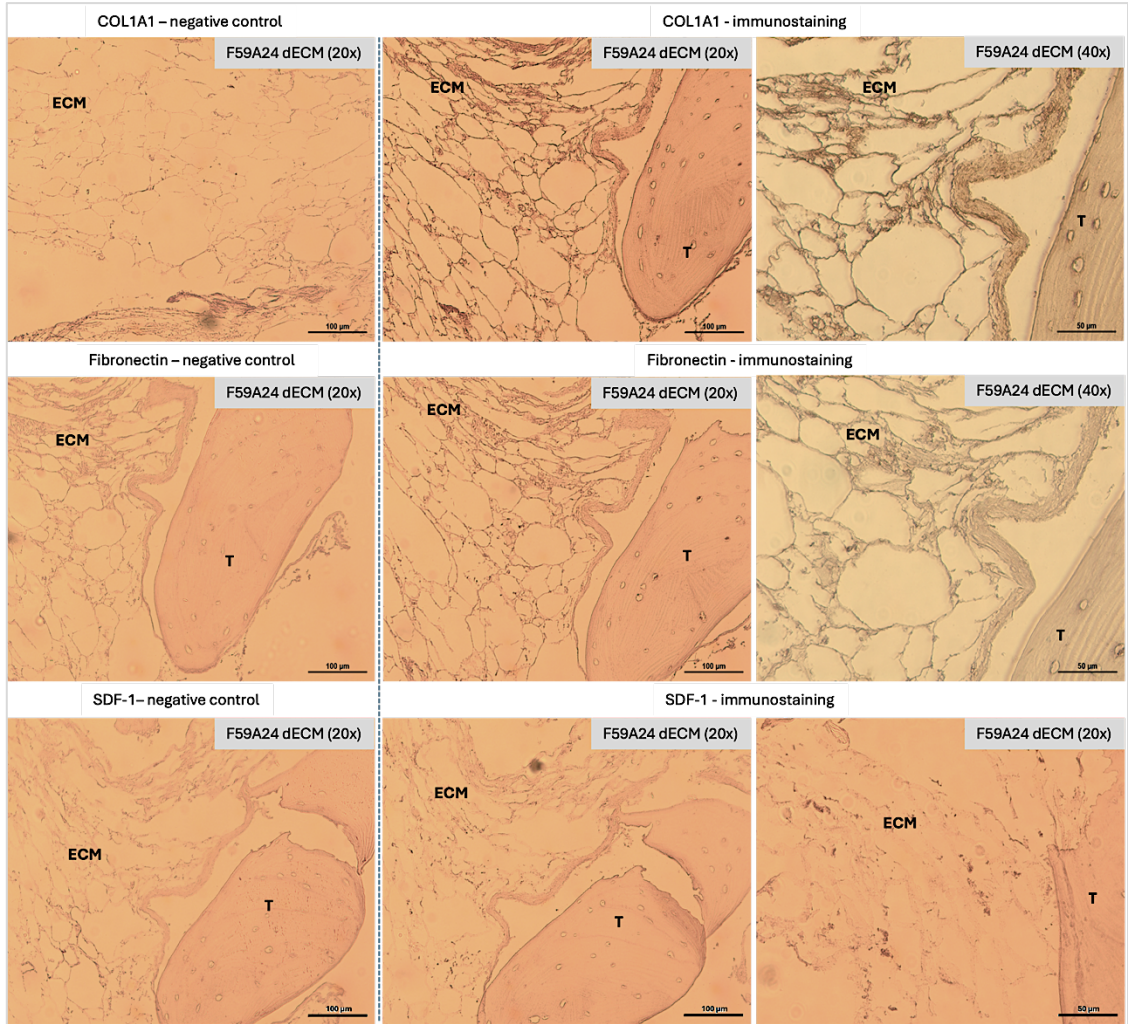 COL1A1 – negative control
COL1A1 - immunostaining
F59A24 dECM (20x)
F59A24 dECM (20x)
F59A24 dECM (40x)
ECM
ECM
ECM
T
T
100 µm
100 µm
50 µm
Fibronectin – negative control
Fibronectin - immunostaining
F59A24 dECM (20x)
F59A24 dECM (20x)
F59A24 dECM (40x)
ECM
ECM
ECM
T
T
T
100 µm
100 µm
50 µm
SDF-1– negative control
SDF-1 - immunostaining
F59A24 dECM (20x)
F59A24 dECM (20x)
F59A24 dECM (20x)
ECM
ECM
ECM
T
T
T
100 µm
100 µm
50 µm